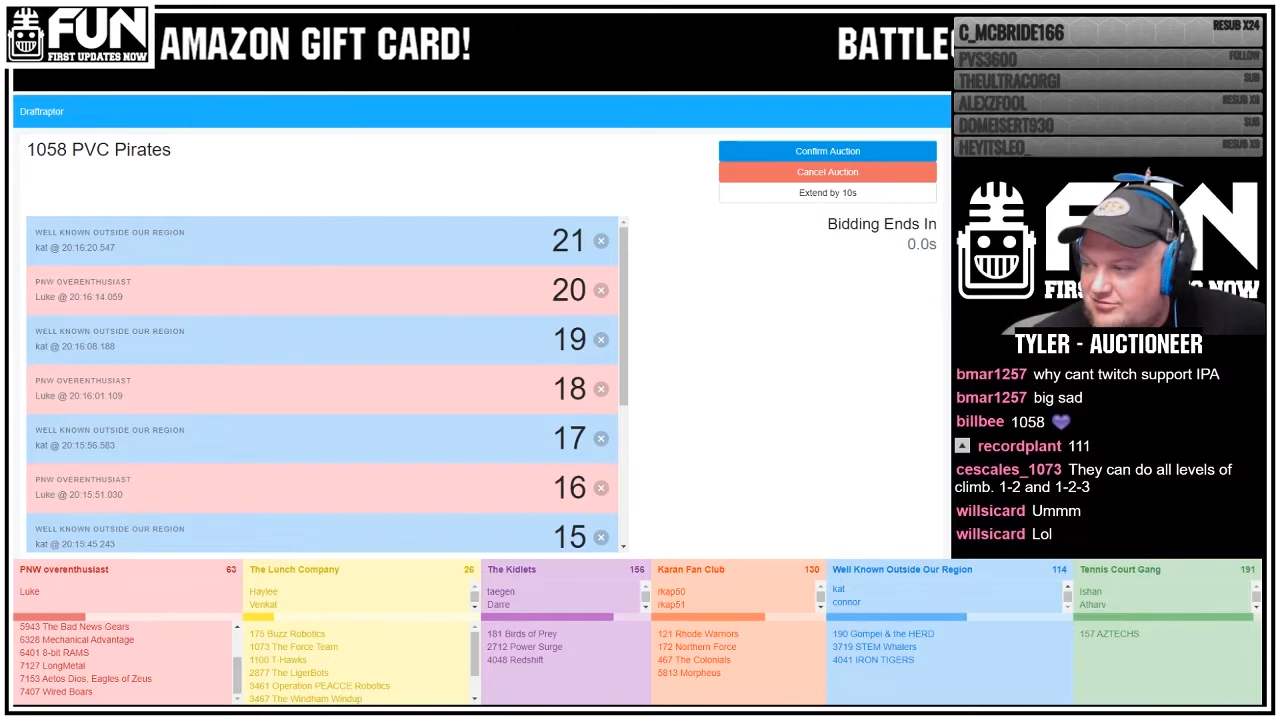 FUN
FIRST UPDATES NOW
AMAZON GIFT CARD!
BATTLE
C_MCBRIDE166 RESUB X24
PVS3600 FOLLOW
THEULTRACORGI SUB
ALEXZFOOL RESUB X8
DOMEISERT930 SUB
HEYITSLEO_ RESUB X9
Draftraptor
1058 PVC Pirates
Confirm Auction
Cancel Auction
Extend by 10s
Bidding Ends In
0.0s
WELL KNOWN OUTSIDE OUR REGION
kat @ 20:16:20.547
21
PNW OVERENTHUSIAST
Luke @ 20:16:14.059
20
WELL KNOWN OUTSIDE OUR REGION
kat @ 20:16:08.188
19
PNW OVERENTHUSIAST
Luke @ 20:16:01.109
18
WELL KNOWN OUTSIDE OUR REGION
kat @ 20:15:56.583
17
PNW OVERENTHUSIAST
Luke @ 20:15:51.030
16
WELL KNOWN OUTSIDE OUR REGION
kat @ 20:15:45.243
15
TYLER - AUCTIONEER
bmar1257 why cant twitch support IPA
bmar1257 big sad
billbee 1058 💜
recordplant 111
cescales_1073 They can do all levels of
climb. 1-2 and 1-2-3
willsicard Ummm
willsicard Lol
PNW overenthusiast 63
Luke
5943 The Bad News Gears
6328 Mechanical Advantage
6401 8-bit RAMS
7127 LongMetal
7153 Aetos Dios, Eagles of Zeus
7407 Wired Boars
The Lunch Company 26
Haylee
Venkat
175 Buzz Robotics
1073 The Force Team
1100 T-Hawks
2877 The LigerBots
3461 Operation PEACCE Robotics
3467 The Windham Windup
The Kidlets 156
taegen
Darre
181 Birds of Prey
2712 Power Surge
4048 Redshift
Karan Fan Club 130
rkap50
rkap51
121 Rhode Warriors
172 Northern Force
467 The Colonials
5813 Morpheus
Well Known Outside Our Region 114
kat
connor
190 Gompei & the HERD
3719 STEM Whalers
4041 IRON TIGERS
Tennis Court Gang 191
Ishan
Atharv
157 AZTECHS